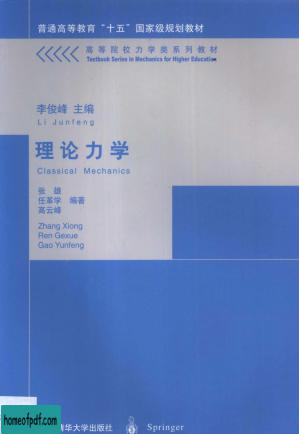 普通高等教育“十五”国家级规划教材
高等院校力学类系列教材
Textbook Series in Mechanics for Higher Education
李俊峰 主编
Li Junfeng
理论力学
Classical Mechanics
张 雄
任革学 编著
高云峰
Zhang Xiong
Ren Gexue
Gao Yunfeng
华大学出版社 Springer
homeofpdf.com